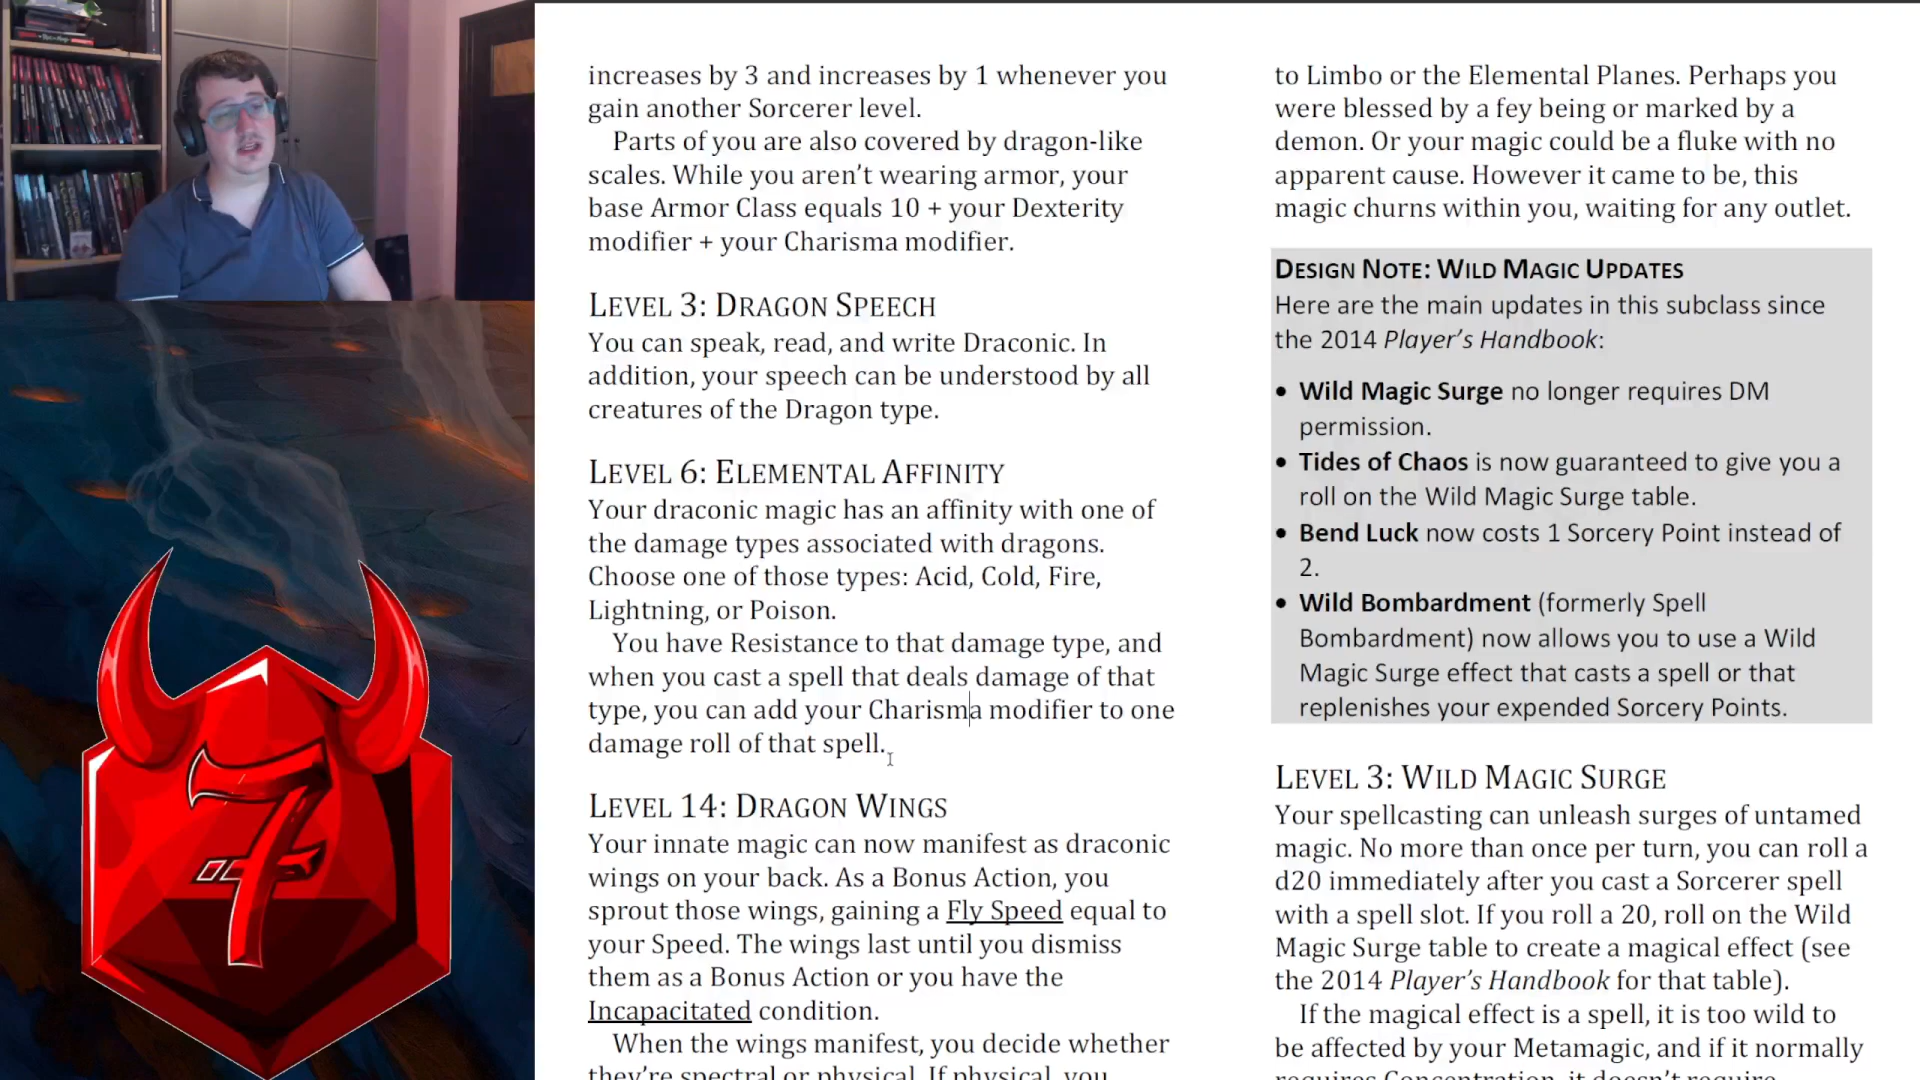 increases by 3 and increases by 1 whenever you
gain another Sorcerer level.
Parts of you are also covered by dragon-like
scales. While you aren’t wearing armor, your
base Armor Class equals 10 + your Dexterity
modifier + your Charisma modifier.
LEVEL 3: DRAGON SPEECH
You can speak, read, and write Draconic. In
addition, your speech can be understood by all
creatures of the Dragon type.
LEVEL 6: ELEMENTAL AFFINITY
Your draconic magic has an affinity with one of
the damage types associated with dragons.
Choose one of those types: Acid, Cold, Fire,
Lightning, or Poison.
You have Resistance to that damage type, and
when you cast a spell that deals damage of that
type, you can add your Charisma modifier to one
damage roll of that spell.
LEVEL 14: DRAGON WINGS
Your innate magic can now manifest as draconic
wings on your back. As a Bonus Action, you
sprout those wings, gaining a Fly Speed equal to
your Speed. The wings last until you dismiss
them as a Bonus Action or you have the
Incapacitated condition.
When the wings manifest, you decide whether
they’re spectral or physical. If physical, you
to Limbo or the Elemental Planes. Perhaps you
were blessed by a fey being or marked by a
demon. Or your magic could be a fluke with no
apparent cause. However it came to be, this
magic churns within you, waiting for any outlet.
DESIGN NOTE: WILD MAGIC UPDATES
Here are the main updates in this subclass since
the 2014 Player’s Handbook:
• Wild Magic Surge no longer requires DM
permission.
• Tides of Chaos is now guaranteed to give you a
roll on the Wild Magic Surge table.
• Bend Luck now costs 1 Sorcery Point instead of
2.
• Wild Bombardment (formerly Spell
Bombardment) now allows you to use a Wild
Magic Surge effect that casts a spell or that
replenishes your expended Sorcery Points.
LEVEL 3: WILD MAGIC SURGE
Your spellcasting can unleash surges of untamed
magic. No more than once per turn, you can roll a
d20 immediately after you cast a Sorcerer spell
with a spell slot. If you roll a 20, roll on the Wild
Magic Surge table to create a magical effect (see
the 2014 Player’s Handbook for that table).
If the magical effect is a spell, it is too wild to
be affected by your Metamagic, and if it normally
requires Concentration, it doesn’t require
7